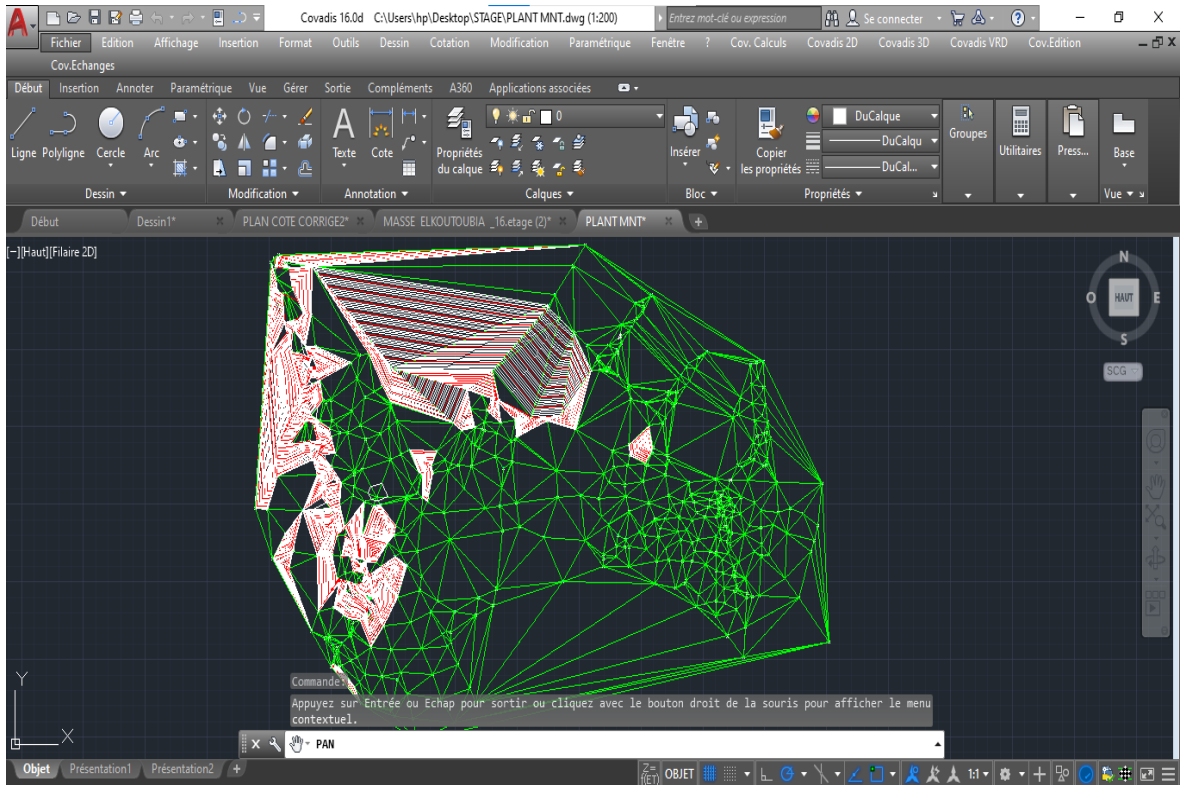 Covadis 16.0d C:\Users\hp\Desktop\STAGE\PLANT MNT.dwg (1:200) Entrez mot-clé ou expression Se connecter
Fichier Edition Affichage Insertion Format Outils Dessin Cotation Modification Paramétrique Fenêtre ? Cov. Calculs Covadis 2D Covadis 3D Covadis VRD Cov.Edition
Cov.Echanges
Début Insertion Annoter Paramétrique Vue Gérer Sortie Compléments A360 Applications associées
0 DuCalque
Ligne Polyligne Cercle Arc Texte Cote Propriétés du calque Insérer Copier les propriétés DuCalqu DuCal... Groupes Utilitaires Press... Base
Dessin Modification Annotation Calques Bloc Propriétés Vue
Début Dessin1* PLAN COTE CORRIGE2* MASSE ELKOUTOUBIA _16.etage (2)* PLANT MNT*
[−][Haut][Filaire 2D]
N
O HAUT E
S
SCG
Y
X
Commande:
Appuyez sur Entrée ou Echap pour sortir ou cliquez avec le bouton droit de la souris pour afficher le menu
contextuel.
PAN
Objet Présentation1 Présentation2 +
Z=
f(ET) OBJET 1:1